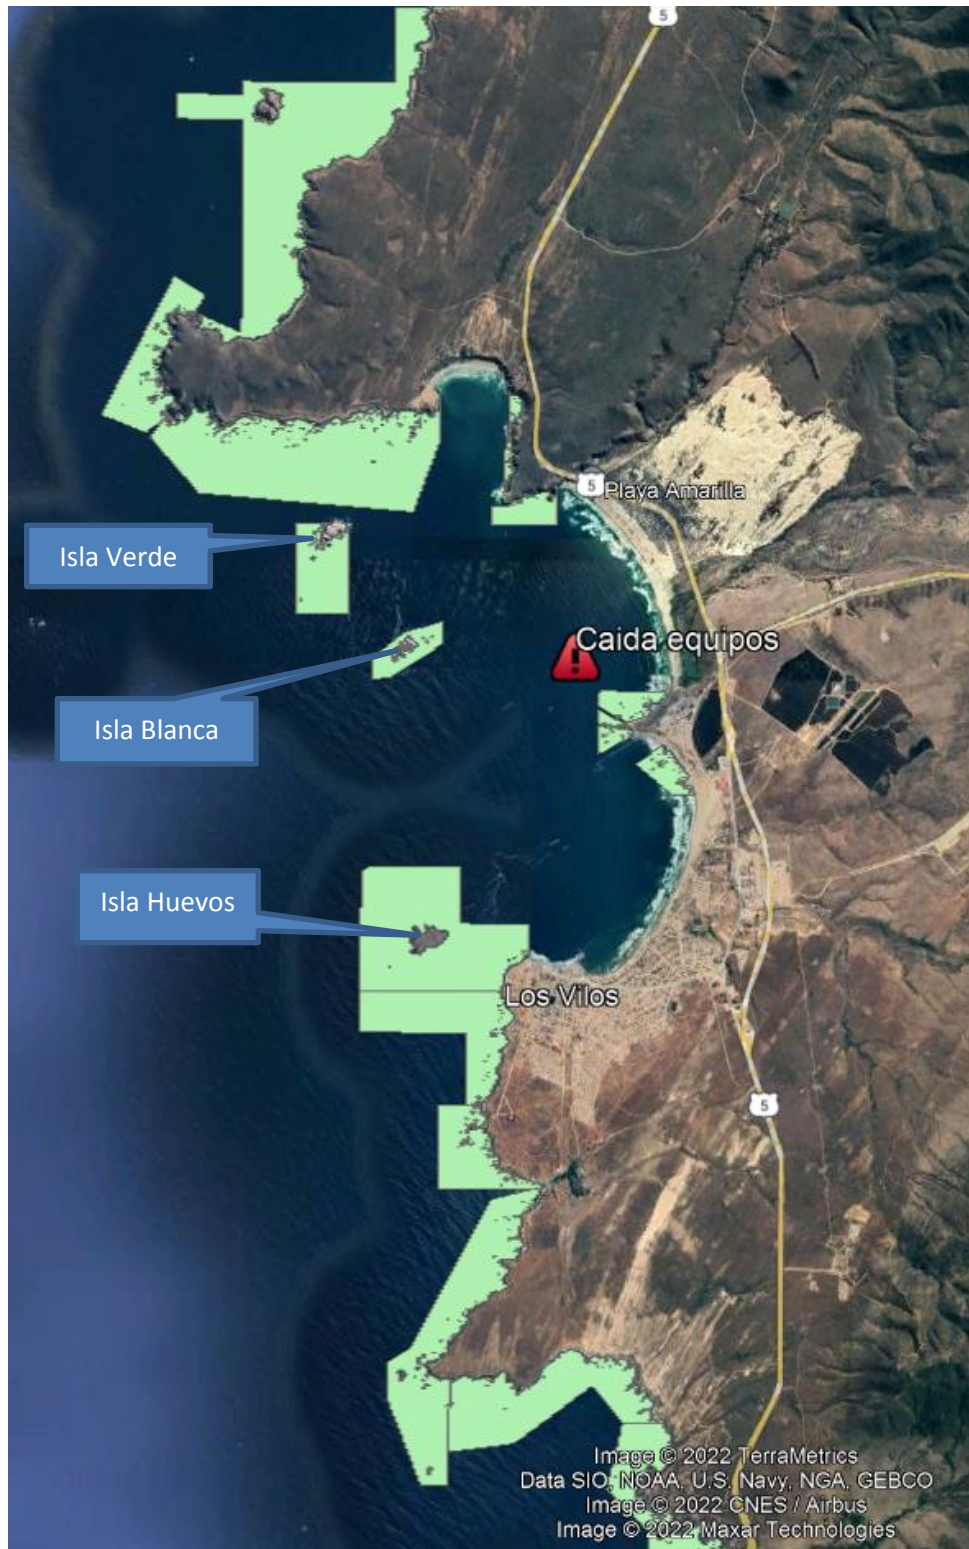 5
5
Playa Amarilla
Isla Verde
Caida equipos
Isla Blanca
Isla Huevos
Los Vilos
5
Image © 2022 TerraMetrics
Data SIO, NOAA, U.S. Navy, NGA, GEBCO
Image © 2022 CNES / Airbus
Image © 2022 Maxar Technologies